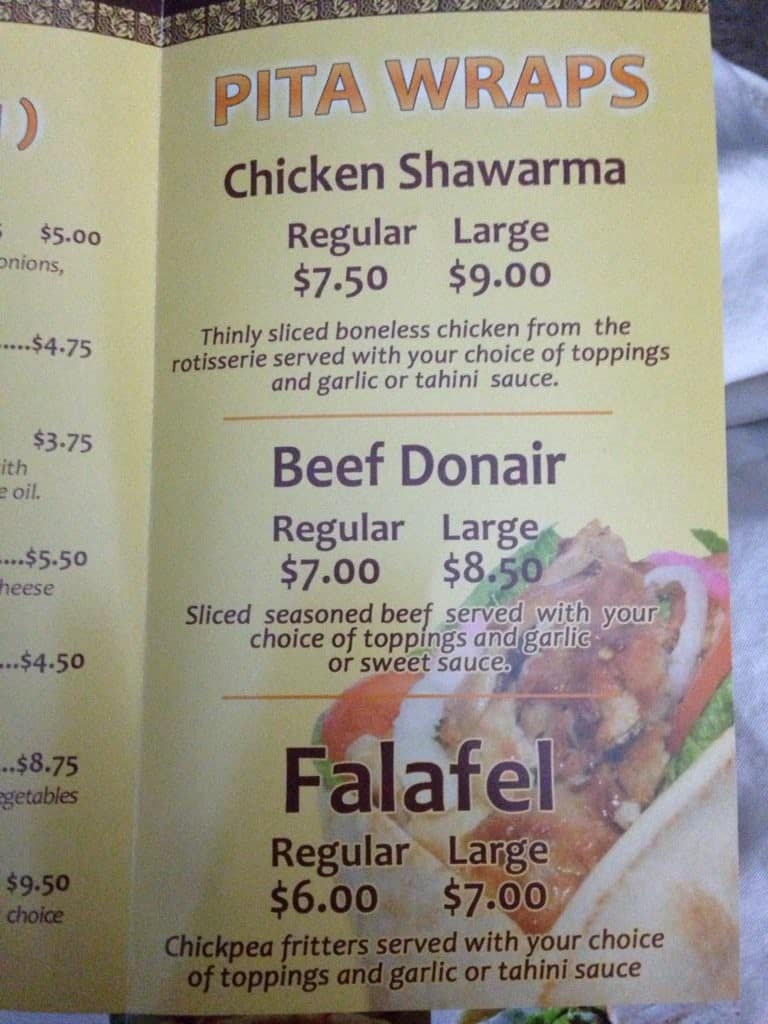 )
$5.00
onions,
.....$4.75
$3.75
oil.
....$5.50
...$4.50
..$8.75
$9.50
choice
PITA WRAPS
Chicken Shawarma
Regular Large
$7.50 $9.00
Thinly sliced boneless chicken from the
rotisserie served with your choice of toppings
and garlic or tahini sauce.
Beef Donair
Regular Large
$7.00 $8.50
Sliced seasoned beef served with your
choice of toppings and garlic
or sweet sauce.
Falafel
Regular Large
$6.00 $7.00
Chickpea fritters served with your choice
of toppings and garlic or tahini sauce